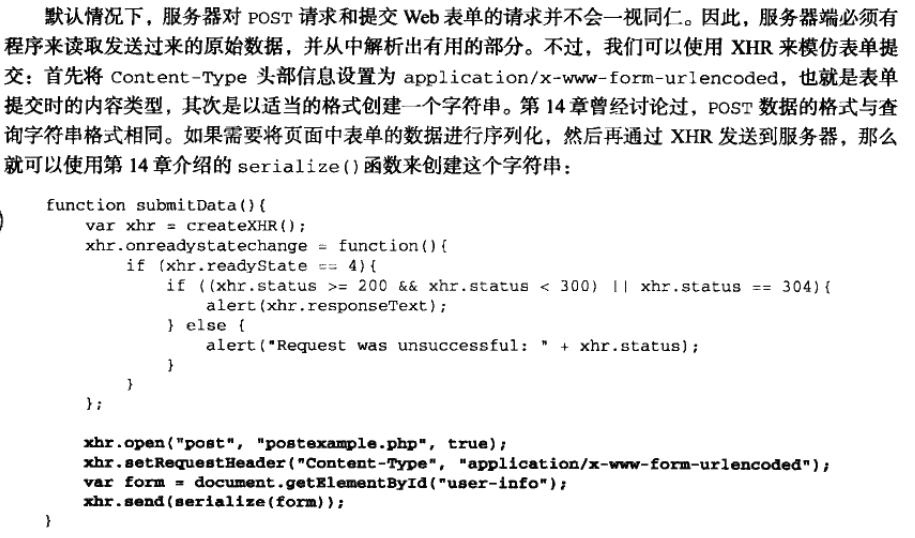 默认情况下，服务器对 POST 请求和提交 Web 表单的请求并不会一视同仁。因此，服务器端必须有
程序来读取发送过来的原始数据，并从中解析出有用的部分。不过，我们可以使用 XHR 来模仿表单提
交：首先将 Content-Type 头部信息设置为 application/x-www-form-urlencoded，也就是表单
提交时的内容类型，其次是以适当的格式创建一个字符串。第 14 章曾经讨论过，POST 数据的格式与查
询字符串格式相同。如果需要将页面中表单的数据进行序列化，然后再通过 XHR 发送到服务器，那么
就可以使用第 14 章介绍的 serialize()函数来创建这个字符串：
function submitData(){
    var xhr = createXHR();
    xhr.onreadystatechange = function(){
        if (xhr.readyState == 4){
            if ((xhr.status >= 200 && xhr.status < 300) || xhr.status == 304){
                alert(xhr.responseText);
            } else {
                alert("Request was unsuccessful: " + xhr.status);
            }
        }
    };
    xhr.open("post", "postexample.php", true);
    xhr.setRequestHeader("Content-Type", "application/x-www-form-urlencoded");
    var form = document.getElementById("user-info");
    xhr.send(serialize(form));
}